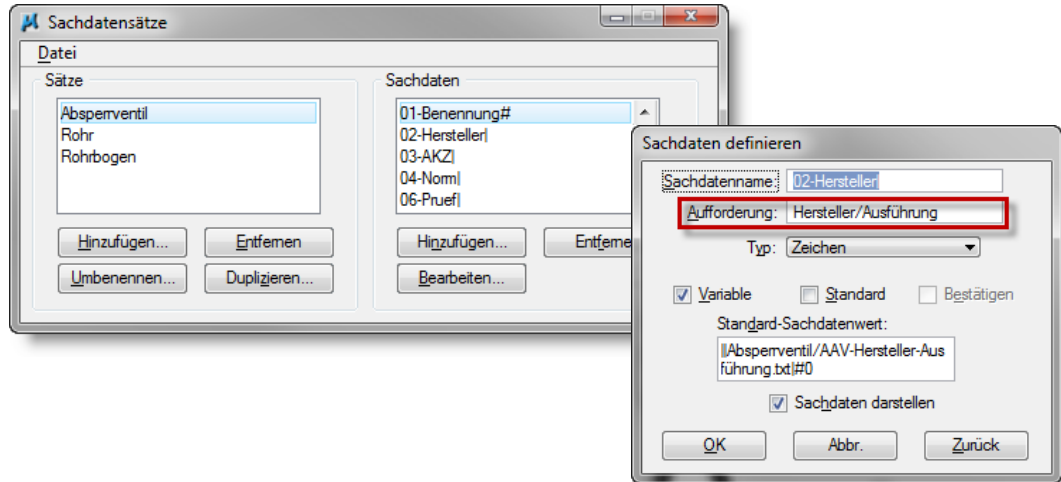 Sachdatensätze
Datei
Sätze
Absperrventil
Rohr
Rohrbogen
Hinzufügen...
Entfernen
Umbenennen...
Duplizieren...
Sachdaten
01-Benennung#
02-Hersteller|
03-AKZ|
04-Norm|
06-Pruef|
Hinzufügen...
Entferne
Bearbeiten...
Sachdaten definieren
Sachdatenname: 02-Hersteller|
Aufforderung: Hersteller/Ausführung
Typ: Zeichen
Variable
Standard
Bestätigen
Standard-Sachdatenwert:
||Absperrventil/AAV-Hersteller-Aus
führung.txt|#0
Sachdaten darstellen
OK
Abbr.
Zurück